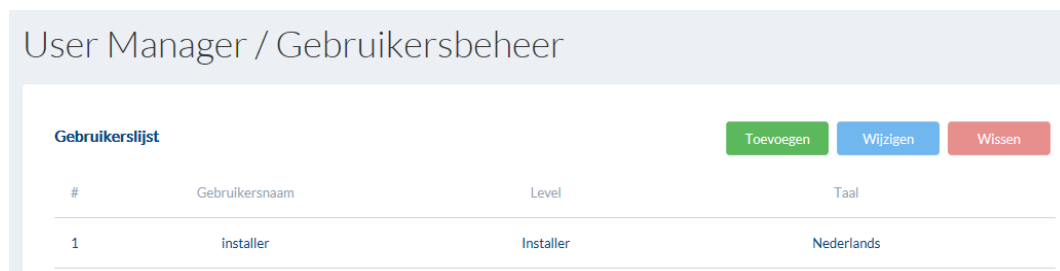 User Manager / Gebruikersbeheer
Gebruikerslijst Toevoegen Wijzigen Wissen
# Gebruikersnaam Level Taal
1 installer Installer Nederlands